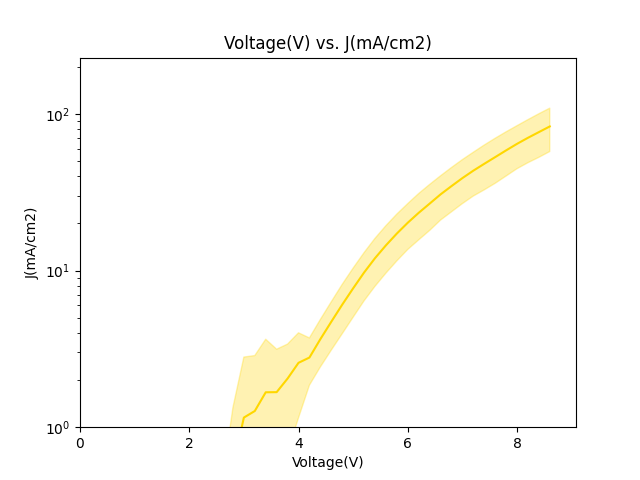 Voltage(V) vs. J(mA/cm2)
J(mA/cm2)
10²
10¹
10⁰
0 2 4 6 8
Voltage(V)